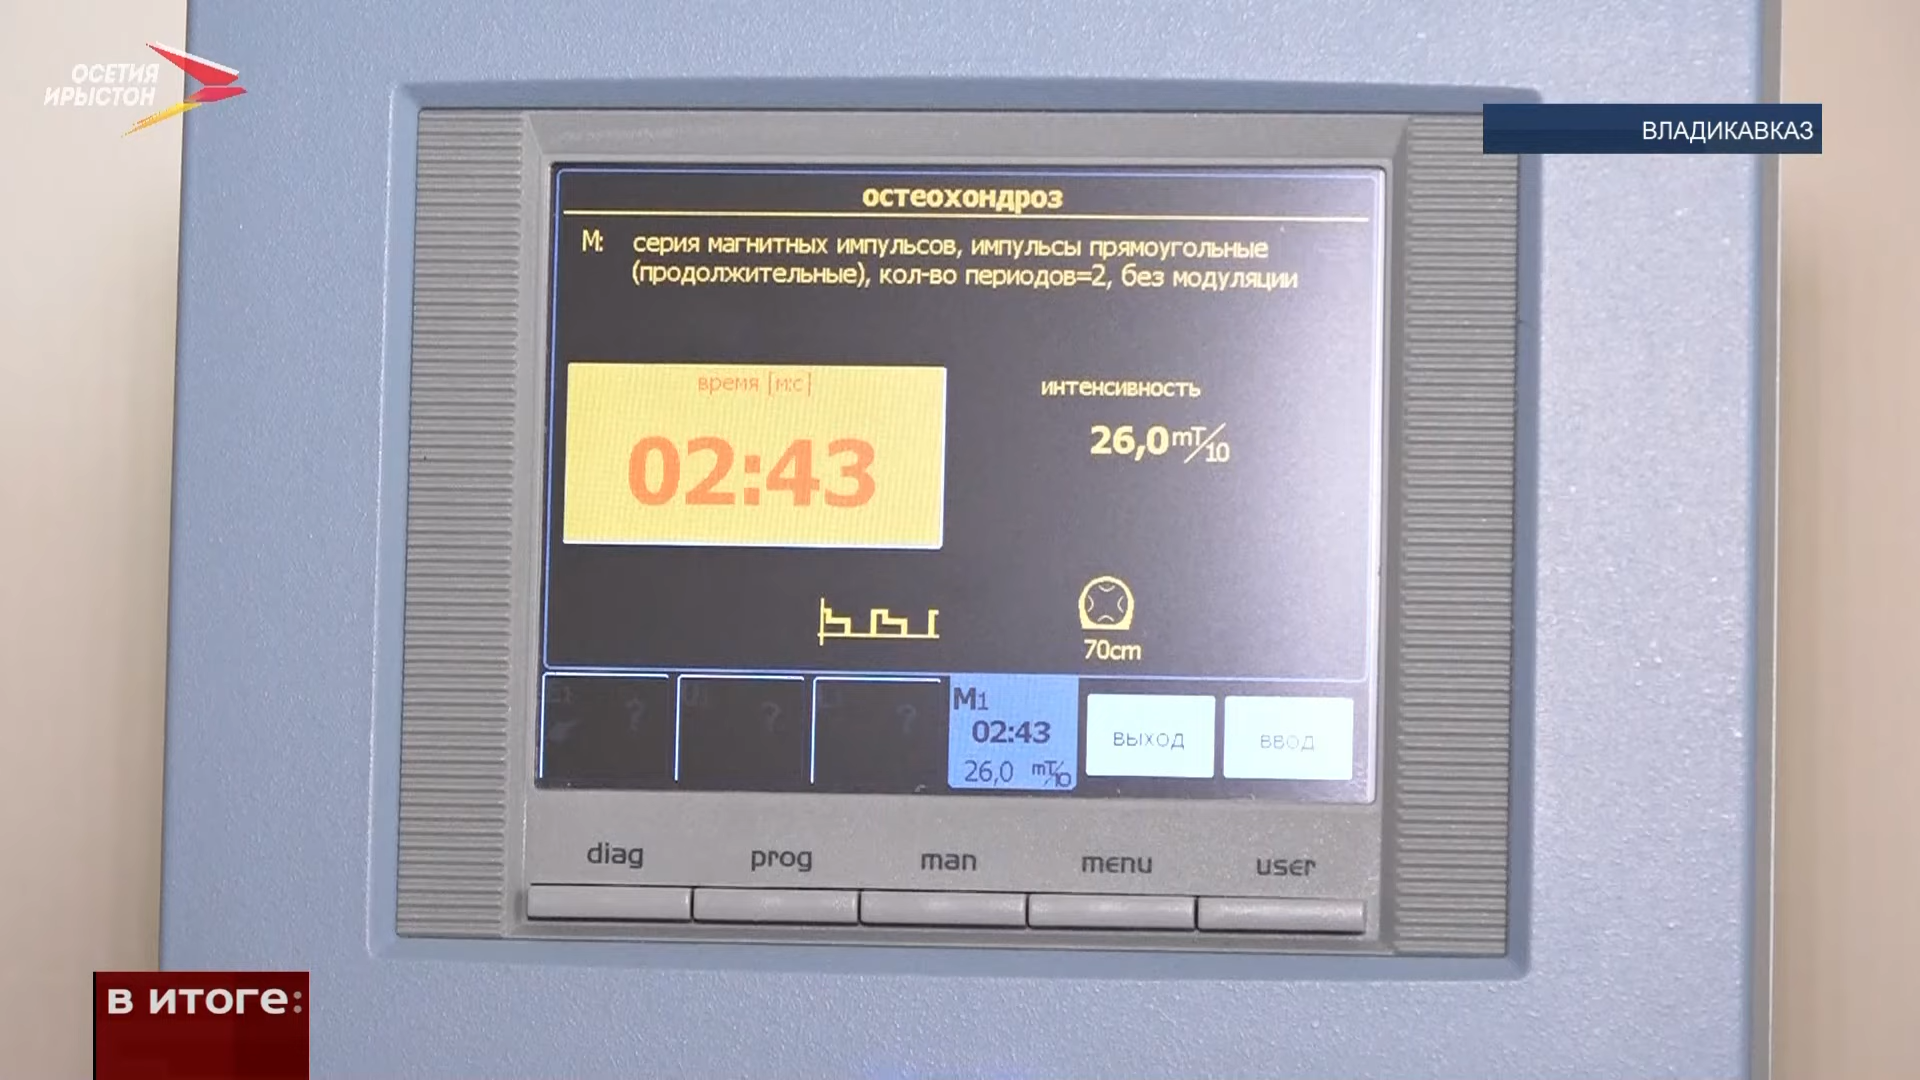 ОСЕТИЯ
ИРЫСТОН
ВЛАДИКАВКАЗ
остеохондроз
М: серия магнитных импульсов, импульсы прямоугольные
(продолжительные), кол-во периодов=2, без модуляции
время [м:с]
02:43
интенсивность
26,0 mT/10
70cm
? ? ?
M1
02:43
26,0 mT/10
выход
ввод
diag prog man menu user
в итоге: